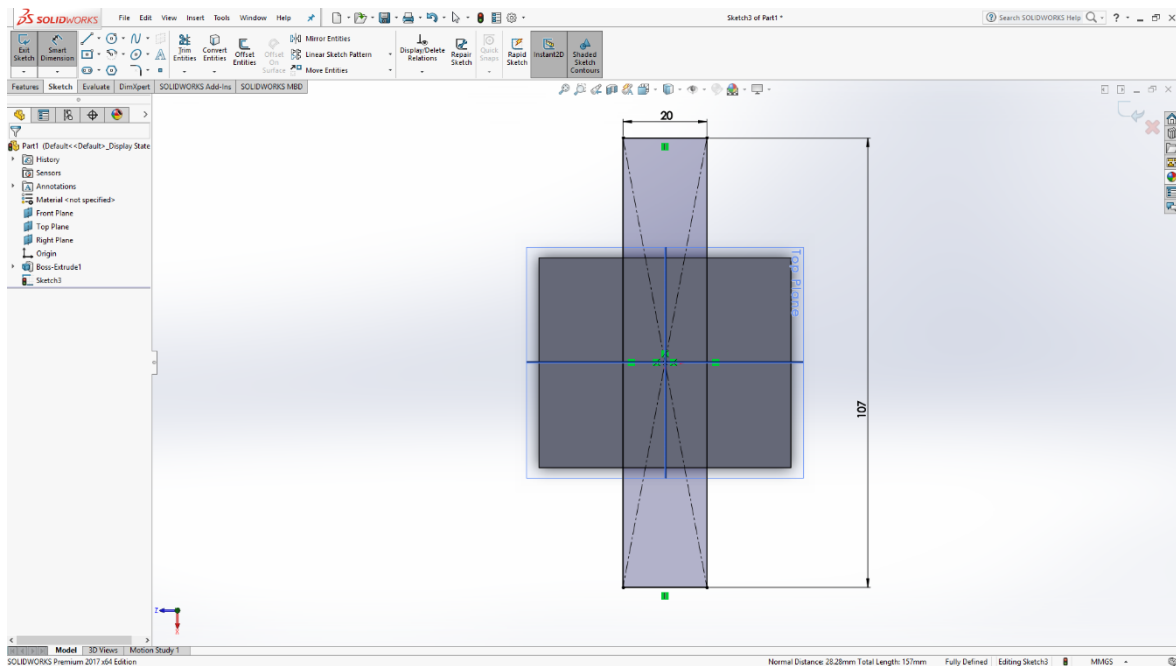 SOLIDWORKS File Edit View Insert Tools Window Help Sketch3 of Part1 * Search SOLIDWORKS Help
Exit Sketch
Smart Dimension
Trim Entities
Convert Entities
Offset Entities
Offset On Surface
Mirror Entities
Linear Sketch Pattern
Move Entities
Display/Delete Relations
Repair Sketch
Quick Snaps
Rapid Sketch
Instant2D
Shaded Sketch Contours
Features Sketch Evaluate DimXpert SOLIDWORKS Add-Ins SOLIDWORKS MBD
Part1 (Default<<Default>_Display State
History
Sensors
Annotations
Material <not specified>
Front Plane
Top Plane
Right Plane
Origin
Boss-Extrude1
Sketch3
20
Top Plane
107
Z
X
Model 3D Views Motion Study 1
SOLIDWORKS Premium 2017 x64 Edition Normal Distance: 28.28mm Total Length: 157mm Fully Defined Editing Sketch3 MMGS